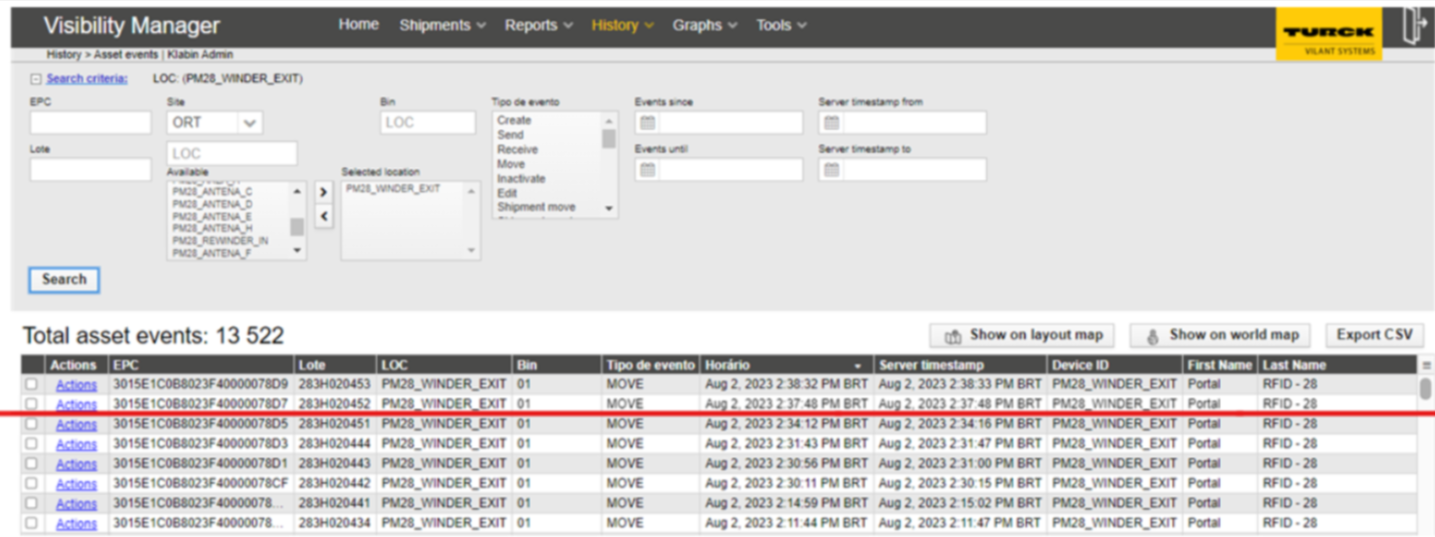 Visibility Manager Home Shipments Reports History Graphs Tools
TURCK
VILANT SYSTEMS
History > Asset events | Klabin Admin
Search criteria: LOC: (PM28_WINDER_EXIT)
EPC Site Bin Tipo de evento Events since Server timestamp from
ORT LOC Create
Send
Lote Receive Events until Server timestamp to
LOC Move
Available Selected location Inactivate
PM28_ANTENA_C PM28_WINDER_EXIT Edit
PM28_ANTENA_D Shipment move
PM28_ANTENA_E
PM28_ANTENA_H
PM28_REWINDER_IN
PM28_ANTENA_F
Search
Total asset events: 13 522 Show on layout map Show on world map Export CSV
Actions EPC Lote LOC Bin Tipo de evento Horário Server timestamp Device ID First Name Last Name
Actions 3015E1C0B8023F40000078D9 283H020453 PM28_WINDER_EXIT 01 MOVE Aug 2, 2023 2:38:32 PM BRT Aug 2, 2023 2:38:33 PM BRT PM28_WINDER_EXIT Portal RFID - 28
Actions 3015E1C0B8023F40000078D7 283H020452 PM28_WINDER_EXIT 01 MOVE Aug 2, 2023 2:37:48 PM BRT Aug 2, 2023 2:37:48 PM BRT PM28_WINDER_EXIT Portal RFID - 28
Actions 3015E1C0B8023F40000078D5 283H020451 PM28_WINDER_EXIT 01 MOVE Aug 2, 2023 2:34:12 PM BRT Aug 2, 2023 2:34:16 PM BRT PM28_WINDER_EXIT Portal RFID - 28
Actions 3015E1C0B8023F40000078D3 283H020444 PM28_WINDER_EXIT 01 MOVE Aug 2, 2023 2:31:43 PM BRT Aug 2, 2023 2:31:47 PM BRT PM28_WINDER_EXIT Portal RFID - 28
Actions 3015E1C0B8023F40000078D1 283H020443 PM28_WINDER_EXIT 01 MOVE Aug 2, 2023 2:30:56 PM BRT Aug 2, 2023 2:31:00 PM BRT PM28_WINDER_EXIT Portal RFID - 28
Actions 3015E1C0B8023F40000078CF 283H020442 PM28_WINDER_EXIT 01 MOVE Aug 2, 2023 2:30:11 PM BRT Aug 2, 2023 2:30:15 PM BRT PM28_WINDER_EXIT Portal RFID - 28
Actions 3015E1C0B8023F40000078... 283H020441 PM28_WINDER_EXIT 01 MOVE Aug 2, 2023 2:14:59 PM BRT Aug 2, 2023 2:15:02 PM BRT PM28_WINDER_EXIT Portal RFID - 28
Actions 3015E1C0B8023F40000078... 283H020434 PM28_WINDER_EXIT 01 MOVE Aug 2, 2023 2:11:44 PM BRT Aug 2, 2023 2:11:47 PM BRT PM28_WINDER_EXIT Portal RFID - 28